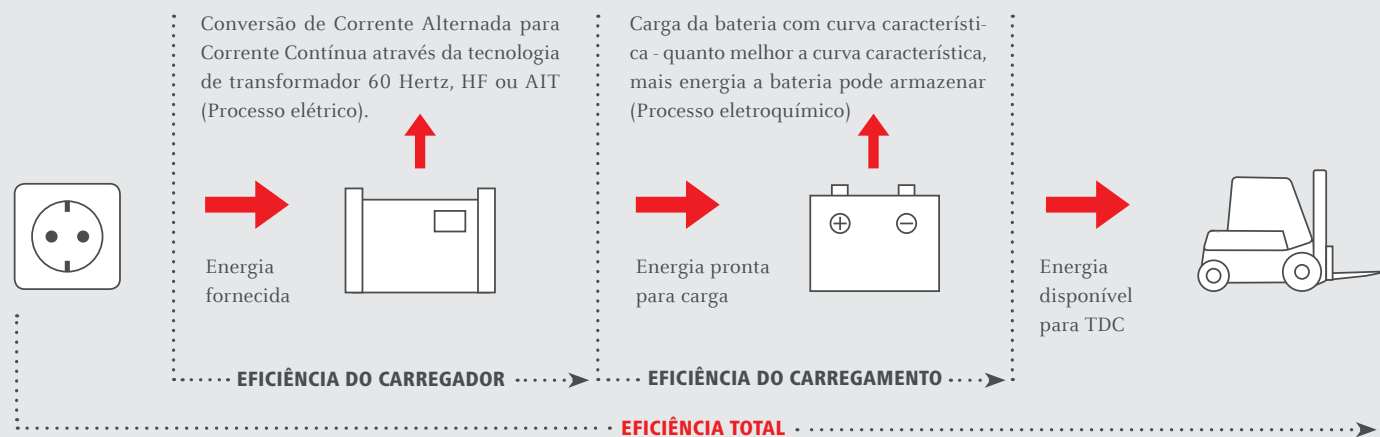 Conversão de Corrente Alternada para
Corrente Contínua através da tecnologia
de transformador 60 Hertz, HF ou AIT
(Processo elétrico).
Carga da bateria com curva característi-
ca - quanto melhor a curva característica,
mais energia a bateria pode armazenar
(Processo eletroquímico)
Energia
fornecida
Energia pronta
para carga
Energia
disponível
para TDC
EFICIÊNCIA DO CARREGADOR
EFICIÊNCIA DO CARREGAMENTO
EFICIÊNCIA TOTAL